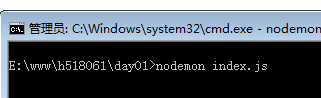 管理员: C:\Windows\system32\cmd.exe - nodemon
E:\www\h518061\day01>nodemon index.js